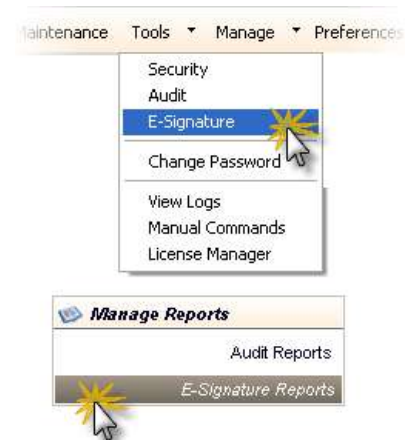 Maintenance Tools Manage Preferences
Security
Audit
E-Signature
Change Password
View Logs
Manual Commands
License Manager
Manage Reports
Audit Reports
E-Signature Reports